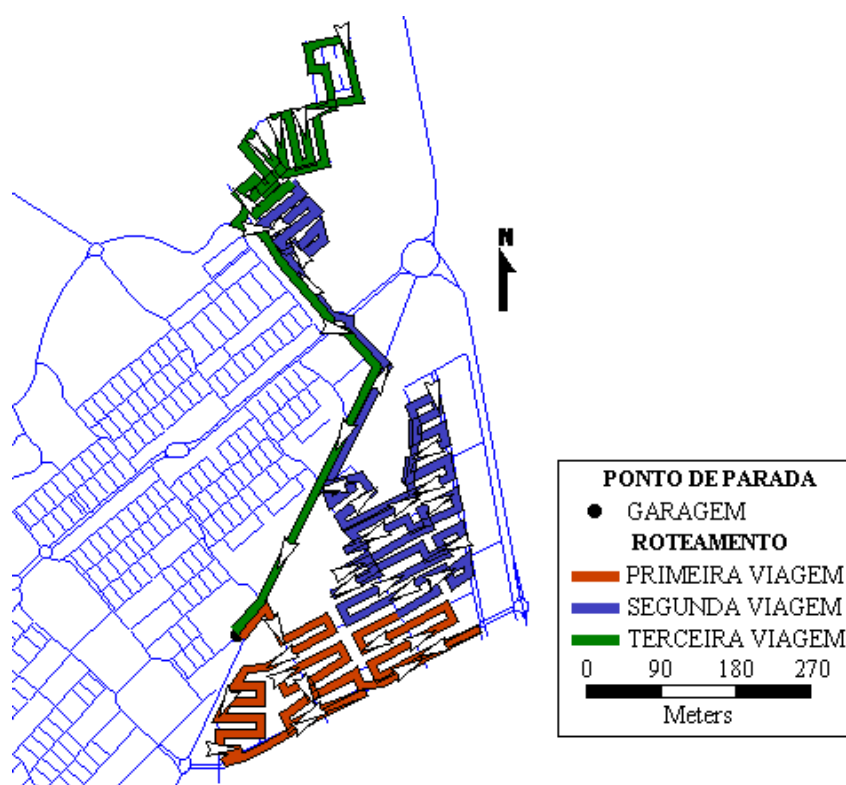 N
PONTO DE PARADA
GARAGEM
ROTEAMENTO
PRIMEIRA VIAGEM
SEGUNDA VIAGEM
TERCEIRA VIAGEM
0 90 180 270
Meters